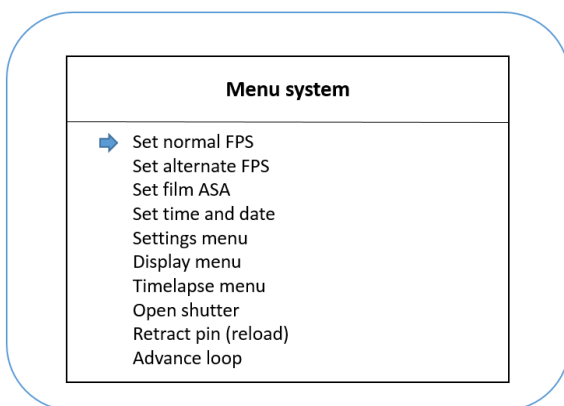 Menu system
Set normal FPS
Set alternate FPS
Set film ASA
Set time and date
Settings menu
Display menu
Timelapse menu
Open shutter
Retract pin (reload)
Advance loop